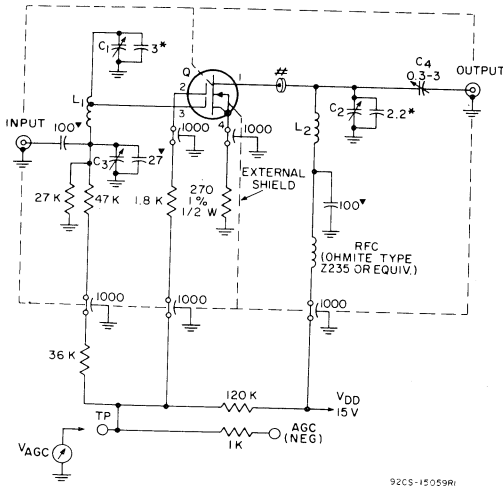 C1
3*
Q
2
3
4
L1
#
C4
0.3-3
OUTPUT
C2
2.2*
L2
INPUT
100▼
C3
27▼
1000
1000
EXTERNAL
SHIELD
27 K
47K
1.8 K
270
1%
1/2 W
100▼
RFC
(OHMITE TYPE
Z235 OR EQUIV.)
1000
1000
1000
36 K
120 K
VDD
15 V
TP
AGC
(NEG)
1K
VAGC
92CS-15059R1